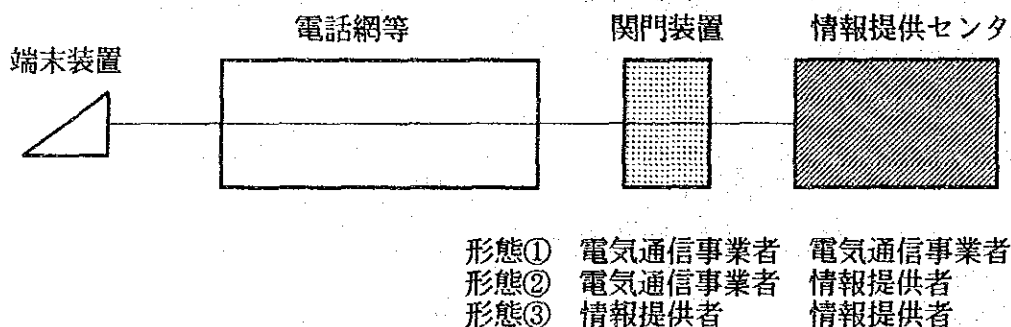 電話網等 関門装置 情報提供センタ
端末装置
形態① 電気通信事業者 電気通信事業者
形態② 電気通信事業者 情報提供者
形態③ 情報提供者 情報提供者